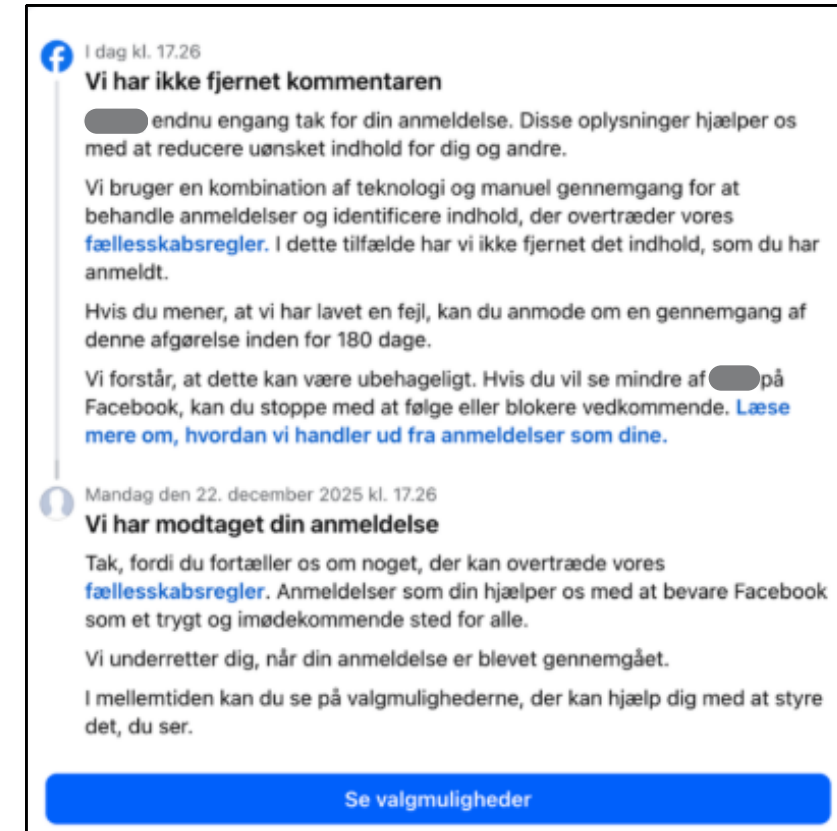 I dag kl. 17.26
Vi har ikke fjernet kommentaren
endnu engang tak for din anmeldelse. Disse oplysninger hjælper os
med at reducere uønsket indhold for dig og andre.
Vi bruger en kombination af teknologi og manuel gennemgang for at
behandle anmeldelser og identificere indhold, der overtræder vores
fællesskabsregler. I dette tilfælde har vi ikke fjernet det indhold, som du har
anmeldt.
Hvis du mener, at vi har lavet en fejl, kan du anmode om en gennemgang af
denne afgørelse inden for 180 dage.
Vi forstår, at dette kan være ubehageligt. Hvis du vil se mindre af på
Facebook, kan du stoppe med at følge eller blokere vedkommende. Læse
mere om, hvordan vi handler ud fra anmeldelser som dine.
Mandag den 22. december 2025 kl. 17.26
Vi har modtaget din anmeldelse
Tak, fordi du fortæller os om noget, der kan overtræde vores
fællesskabsregler. Anmeldelser som din hjælper os med at bevare Facebook
som et trygt og imødekommende sted for alle.
Vi underretter dig, når din anmeldelse er blevet gennemgået.
I mellemtiden kan du se på valgmulighederne, der kan hjælp dig med at styre
det, du ser.
Se valgmuligheder